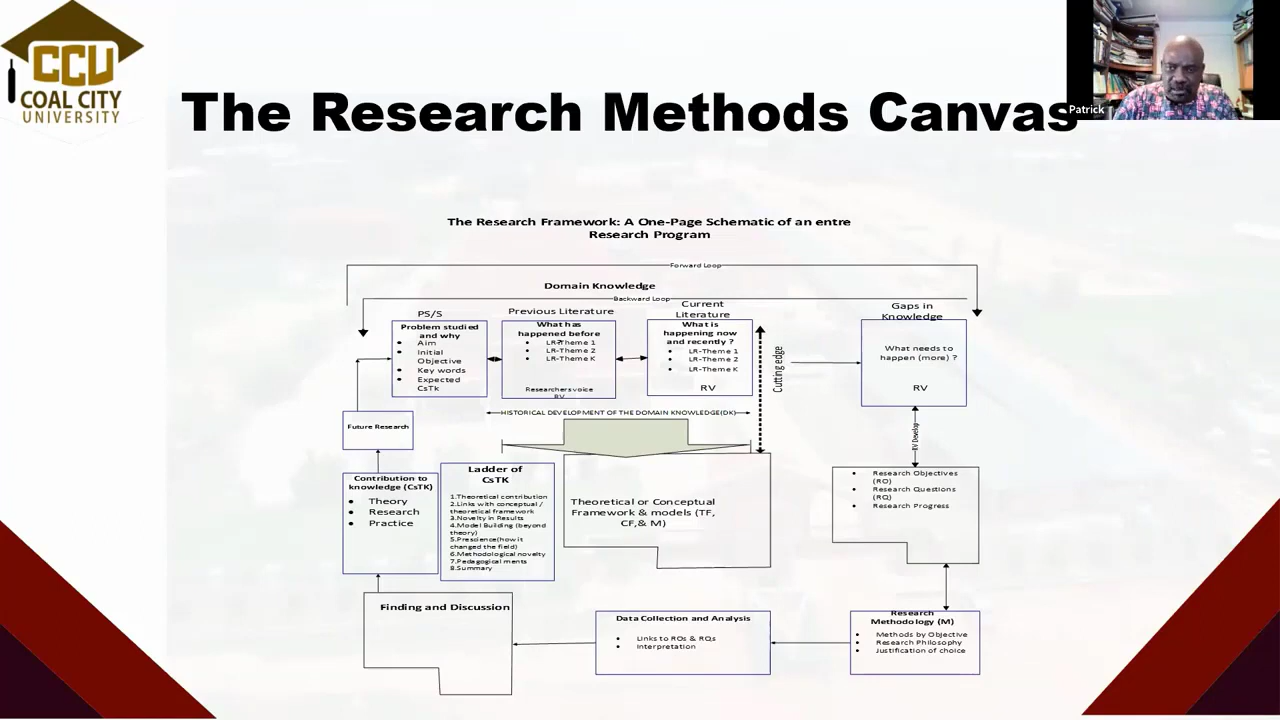 CCU
COAL CITY
UNIVERSITY
The Research Methods Canvas
Patrick
The Research Framework: A One-Page Schematic of an entre
Research Program
Forward Loop
Domain Knowledge
Backward Loop
PS/S
Problem studied
and why
Aim
Initial
Objective
Key words
Expected
CsTk
Previous Literature
What has
happened before
?
LR-Theme 1
LR-Theme 2
LR-Theme K
Researchers voice
RV
Current
Literature
What is
happening now
and recently ?
LR-Theme 1
LR-Theme 2
LR-Theme K
RV
Cutting edge
Gaps in
Knowledge
What needs to
happen (more) ?
RV
HISTORICAL DEVELOPMENT OF THE DOMAIN KNOWLEDGE(DK)
Future Research
Contribution to
knowledge (CsTK)
Theory
Research
Practice
Ladder of
CsTK
1.Theoretical contribution
2.Links with conceptual /
theoretical framework
3.Novelty in Results
4.Model Building (beyond
theory)
5.Prescience(how it
changed the field)
6.Methodological novelty
7.Pedagogical ments
8.Summary
Theoretical or Conceptual
Framework & models (TF,
CF,& M)
RV Develop
Research Objectives
(RO)
Research Questions
(RQ)
Research Progress
Finding and Discussion
Data Collection and Analysis
Links to ROs & RQs
Interpretation
Research
Methodology (M)
Methods by Objective
Research Philosophy
Justification of choice